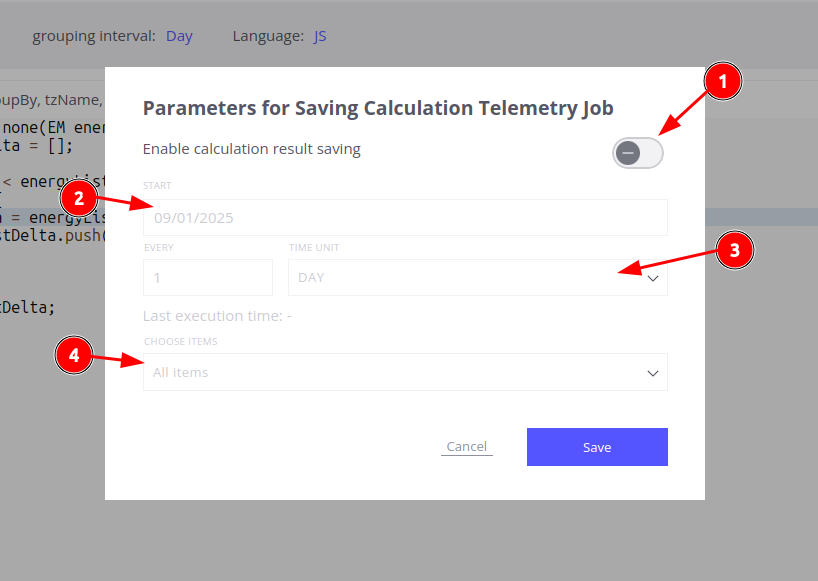 grouping interval: Day Language: JS
upBy, tzName,
none(EM ener
lta = [];
1
Parameters for Saving Calculation Telemetry Job
Enable calculation result saving
START
< energyList
2
09/01/2025
= energyLis
stDelta.push(
EVERY TIME UNIT
3
1 DAY
tDelta;
Last execution time: -
CHOOSE ITEMS
4
All items
Cancel Save